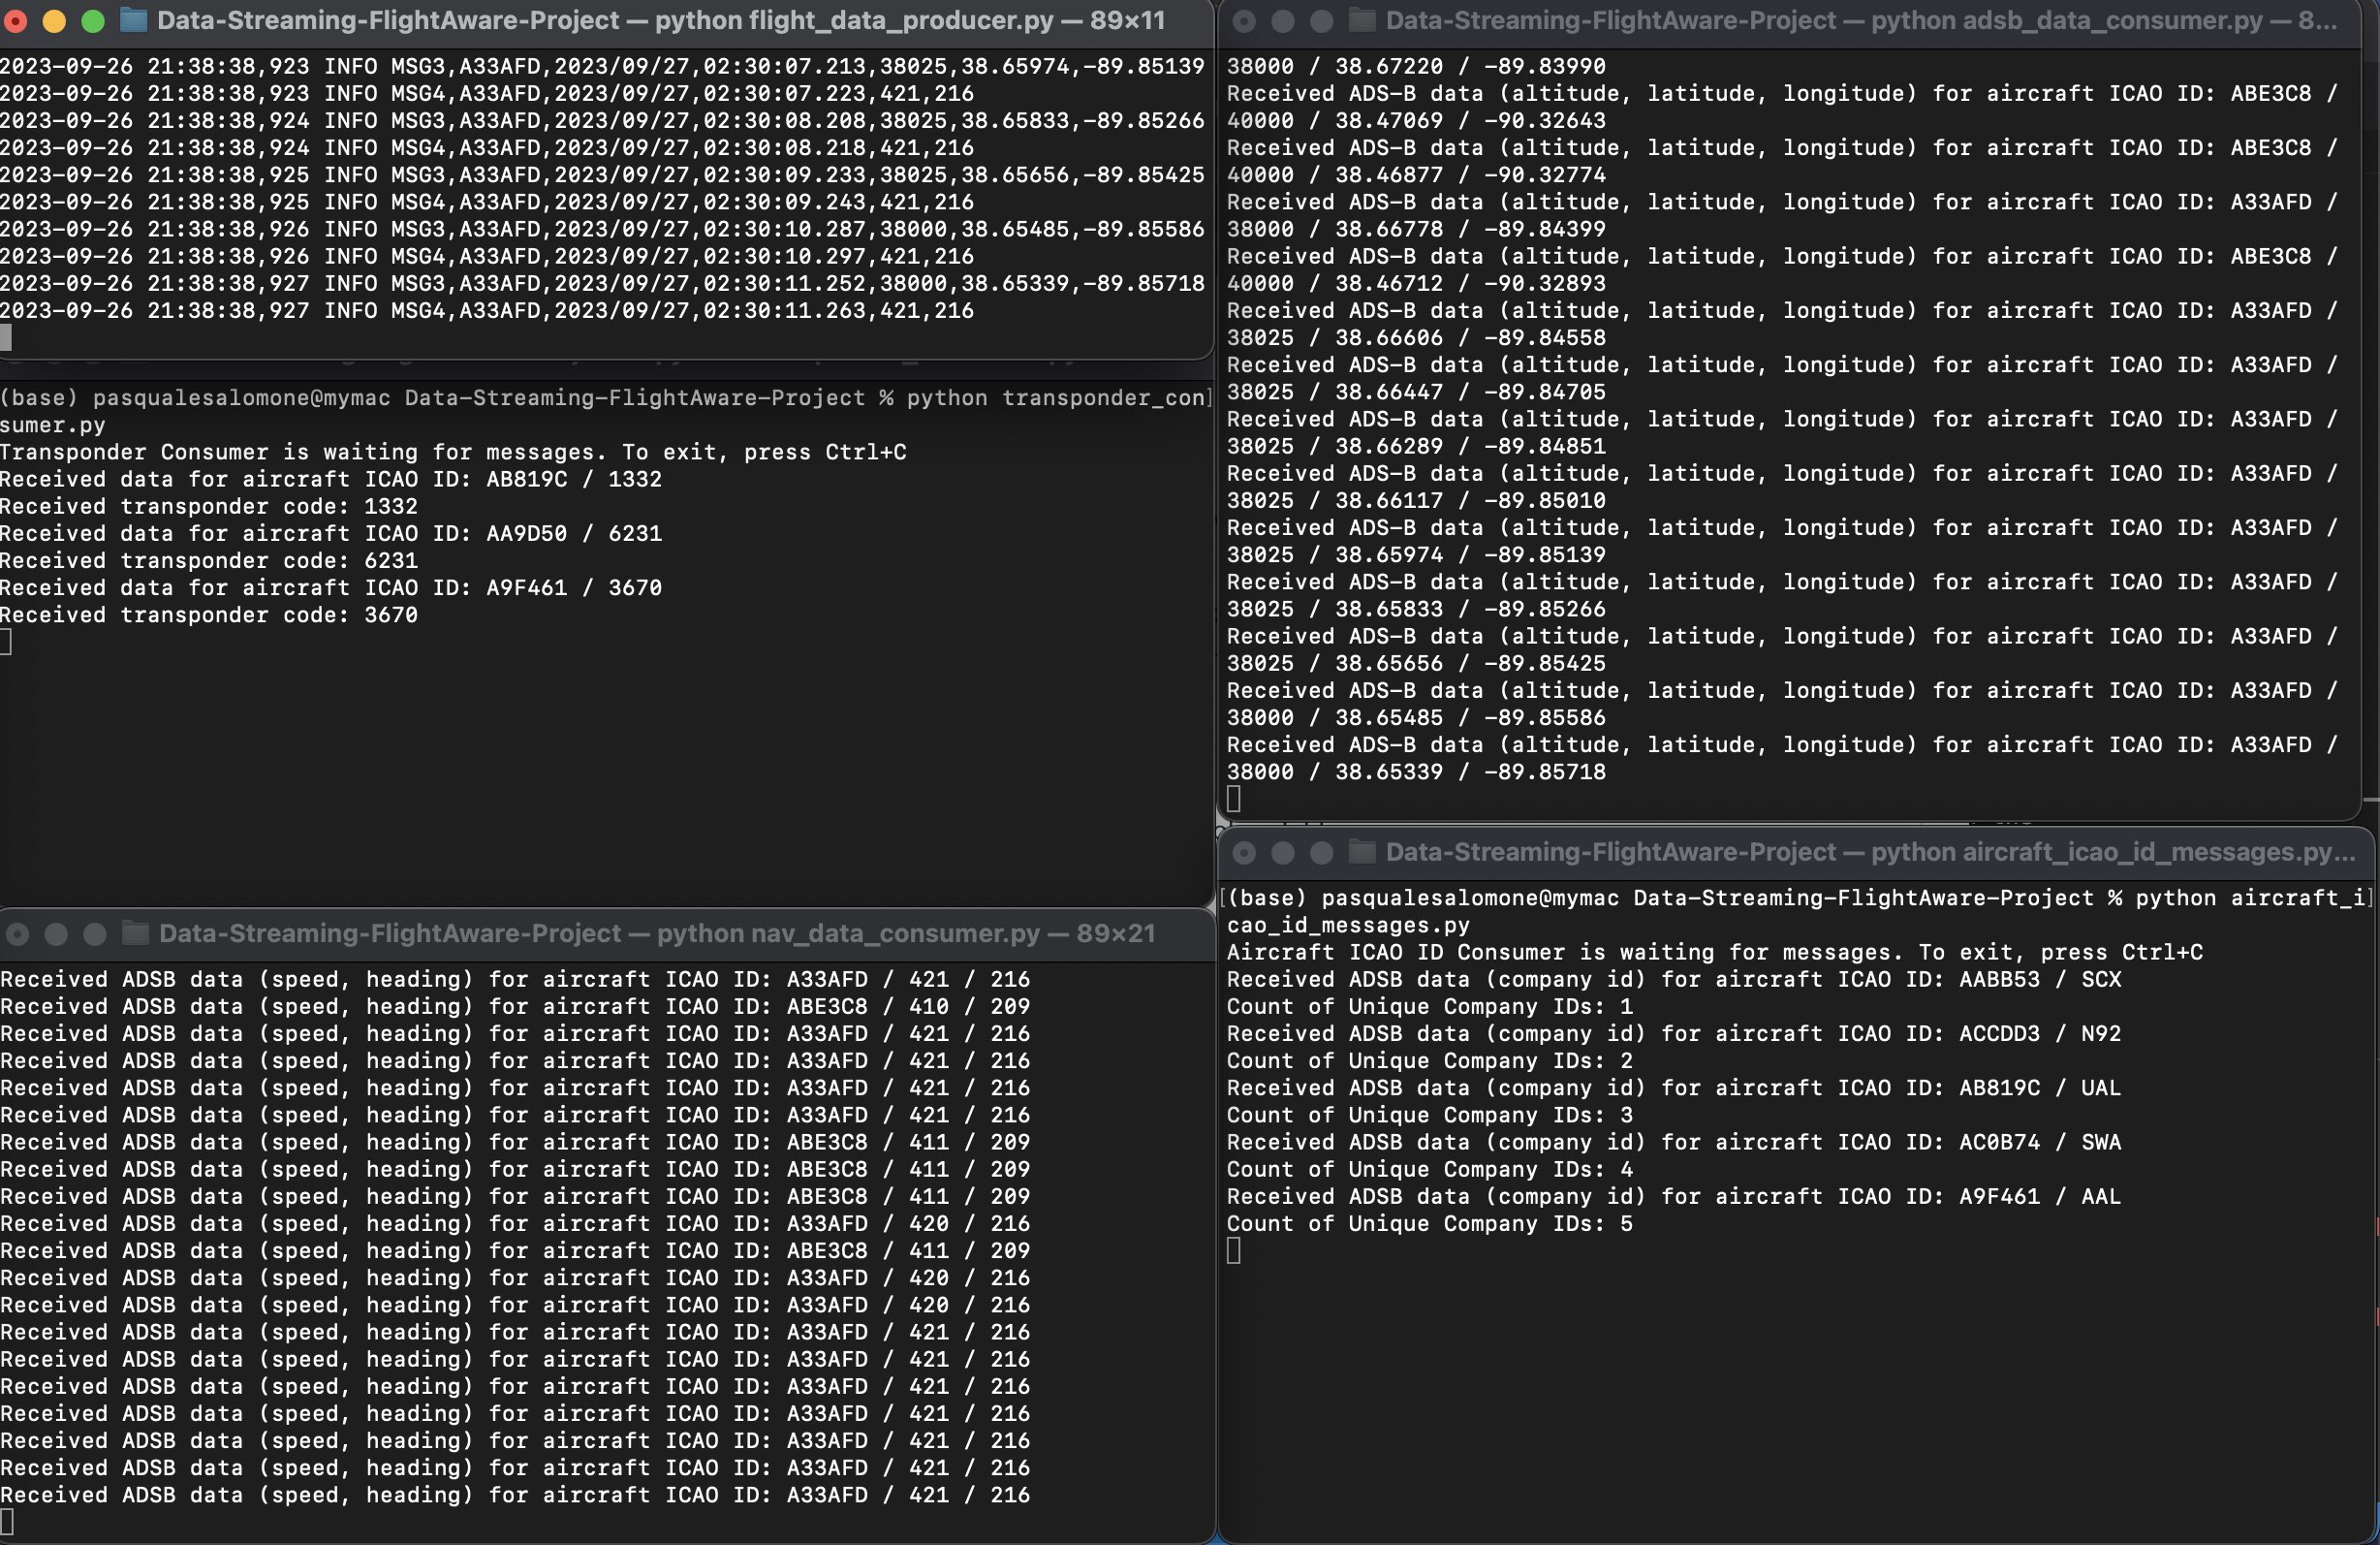 Data-Streaming-FlightAware-Project — python flight_data_producer.py — 89×11
2023-09-26 21:38:38,923 INFO MSG3,A33AFD,2023/09/27,02:30:07.213,38025,38.65974,-89.85139
2023-09-26 21:38:38,923 INFO MSG4,A33AFD,2023/09/27,02:30:07.223,421,216
2023-09-26 21:38:38,924 INFO MSG3,A33AFD,2023/09/27,02:30:08.208,38025,38.65833,-89.85266
2023-09-26 21:38:38,924 INFO MSG4,A33AFD,2023/09/27,02:30:08.218,421,216
2023-09-26 21:38:38,925 INFO MSG3,A33AFD,2023/09/27,02:30:09.233,38025,38.65656,-89.85425
2023-09-26 21:38:38,925 INFO MSG4,A33AFD,2023/09/27,02:30:09.243,421,216
2023-09-26 21:38:38,926 INFO MSG3,A33AFD,2023/09/27,02:30:10.287,38000,38.65485,-89.85586
2023-09-26 21:38:38,926 INFO MSG4,A33AFD,2023/09/27,02:30:10.297,421,216
2023-09-26 21:38:38,927 INFO MSG3,A33AFD,2023/09/27,02:30:11.252,38000,38.65339,-89.85718
2023-09-26 21:38:38,927 INFO MSG4,A33AFD,2023/09/27,02:30:11.263,421,216
(base) pasqualesalomone@mymac Data-Streaming-FlightAware-Project % python transponder_con]
sumer.py
Transponder Consumer is waiting for messages. To exit, press Ctrl+C
Received data for aircraft ICAO ID: AB819C / 1332
Received transponder code: 1332
Received data for aircraft ICAO ID: AA9D50 / 6231
Received transponder code: 6231
Received data for aircraft ICAO ID: A9F461 / 3670
Received transponder code: 3670
Data-Streaming-FlightAware-Project — python nav_data_consumer.py — 89×21
Received ADSB data (speed, heading) for aircraft ICAO ID: A33AFD / 421 / 216
Received ADSB data (speed, heading) for aircraft ICAO ID: ABE3C8 / 410 / 209
Received ADSB data (speed, heading) for aircraft ICAO ID: A33AFD / 421 / 216
Received ADSB data (speed, heading) for aircraft ICAO ID: A33AFD / 421 / 216
Received ADSB data (speed, heading) for aircraft ICAO ID: A33AFD / 421 / 216
Received ADSB data (speed, heading) for aircraft ICAO ID: A33AFD / 421 / 216
Received ADSB data (speed, heading) for aircraft ICAO ID: ABE3C8 / 411 / 209
Received ADSB data (speed, heading) for aircraft ICAO ID: ABE3C8 / 411 / 209
Received ADSB data (speed, heading) for aircraft ICAO ID: ABE3C8 / 411 / 209
Received ADSB data (speed, heading) for aircraft ICAO ID: A33AFD / 420 / 216
Received ADSB data (speed, heading) for aircraft ICAO ID: ABE3C8 / 411 / 209
Received ADSB data (speed, heading) for aircraft ICAO ID: A33AFD / 420 / 216
Received ADSB data (speed, heading) for aircraft ICAO ID: A33AFD / 420 / 216
Received ADSB data (speed, heading) for aircraft ICAO ID: A33AFD / 421 / 216
Received ADSB data (speed, heading) for aircraft ICAO ID: A33AFD / 421 / 216
Received ADSB data (speed, heading) for aircraft ICAO ID: A33AFD / 421 / 216
Received ADSB data (speed, heading) for aircraft ICAO ID: A33AFD / 421 / 216
Received ADSB data (speed, heading) for aircraft ICAO ID: A33AFD / 421 / 216
Received ADSB data (speed, heading) for aircraft ICAO ID: A33AFD / 421 / 216
Received ADSB data (speed, heading) for aircraft ICAO ID: A33AFD / 421 / 216
Data-Streaming-FlightAware-Project — python adsb_data_consumer.py — 8...
38000 / 38.67220 / -89.83990
Received ADS-B data (altitude, latitude, longitude) for aircraft ICAO ID: ABE3C8 /
40000 / 38.47069 / -90.32643
Received ADS-B data (altitude, latitude, longitude) for aircraft ICAO ID: ABE3C8 /
40000 / 38.46877 / -90.32774
Received ADS-B data (altitude, latitude, longitude) for aircraft ICAO ID: A33AFD /
38000 / 38.66778 / -89.84399
Received ADS-B data (altitude, latitude, longitude) for aircraft ICAO ID: ABE3C8 /
40000 / 38.46712 / -90.32893
Received ADS-B data (altitude, latitude, longitude) for aircraft ICAO ID: A33AFD /
38025 / 38.66606 / -89.84558
Received ADS-B data (altitude, latitude, longitude) for aircraft ICAO ID: A33AFD /
38025 / 38.66447 / -89.84705
Received ADS-B data (altitude, latitude, longitude) for aircraft ICAO ID: A33AFD /
38025 / 38.66289 / -89.84851
Received ADS-B data (altitude, latitude, longitude) for aircraft ICAO ID: A33AFD /
38025 / 38.66117 / -89.85010
Received ADS-B data (altitude, latitude, longitude) for aircraft ICAO ID: A33AFD /
38025 / 38.65974 / -89.85139
Received ADS-B data (altitude, latitude, longitude) for aircraft ICAO ID: A33AFD /
38025 / 38.65833 / -89.85266
Received ADS-B data (altitude, latitude, longitude) for aircraft ICAO ID: A33AFD /
38025 / 38.65656 / -89.85425
Received ADS-B data (altitude, latitude, longitude) for aircraft ICAO ID: A33AFD /
38000 / 38.65485 / -89.85586
Received ADS-B data (altitude, latitude, longitude) for aircraft ICAO ID: A33AFD /
38000 / 38.65339 / -89.85718
Data-Streaming-FlightAware-Project — python aircraft_icao_id_messages.py...
[(base) pasqualesalomone@mymac Data-Streaming-FlightAware-Project % python aircraft_i]
cao_id_messages.py
Aircraft ICAO ID Consumer is waiting for messages. To exit, press Ctrl+C
Received ADSB data (company id) for aircraft ICAO ID: AABB53 / SCX
Count of Unique Company IDs: 1
Received ADSB data (company id) for aircraft ICAO ID: ACCDD3 / N92
Count of Unique Company IDs: 2
Received ADSB data (company id) for aircraft ICAO ID: AB819C / UAL
Count of Unique Company IDs: 3
Received ADSB data (company id) for aircraft ICAO ID: AC0B74 / SWA
Count of Unique Company IDs: 4
Received ADSB data (company id) for aircraft ICAO ID: A9F461 / AAL
Count of Unique Company IDs: 5